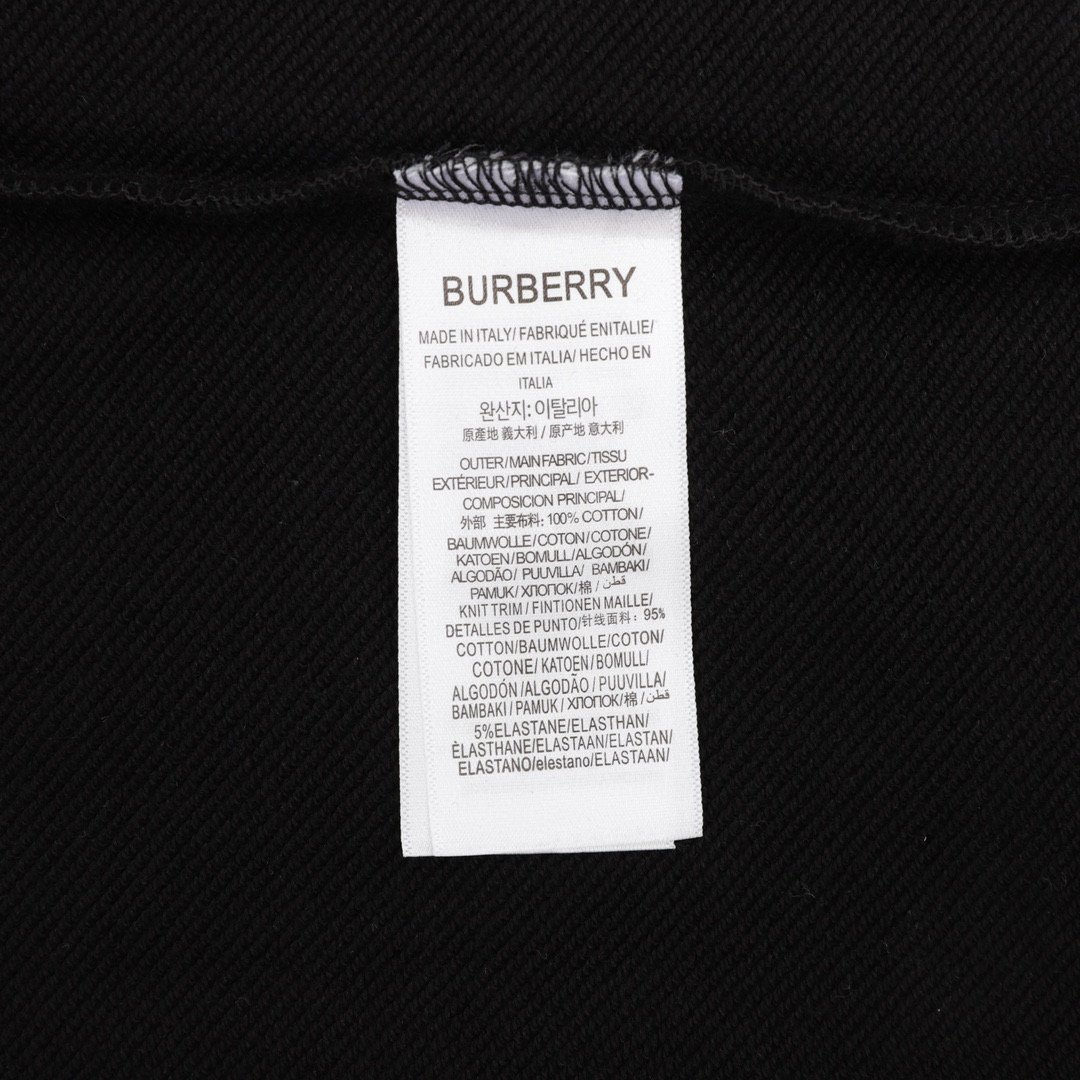 BURBERRY
MADE IN ITALY/ FABRIQUÉ ENITALIE/
FABRICADO EM ITALIA/ HECHO EN
ITALIA
완산지: 이탈리아
原產地 義大利 / 原产地 意大利
OUTER/MAINFABRIC/TISSU
EXTÉRIEUR/PRINCIPAL/ EXTERIOR-
COMPOSICION PRINCIPAL/
外部 主要布料: 100% COTTON/
BAUMWOLLE/COTON/COTONE/
KATOEN/BOMULL/ALGODÓN/
ALGODÃO/ PUUVILLA/ BAMBAKI/
PAMUK/ХЛОПОК/棉/قطن/
KNIT TRIM / FINTIONEN MAILLE/
DETALLES DE PUNTO/针线面料: 95%
COTTON/BAUMWOLLE/COTON/
COTONE/ KATOEN/BOMULL/
ALGODÓN/ALGODÃO/PUUVILLA/
BAMBAKI/ PAMUK/ ХЛОПОК/棉/قطن/
5%ELASTANE/ELASTHAN/
ÈLASTHANE/ELASTAAN/ELASTAN/
ELASTANO/elestano/ELASTAAN/